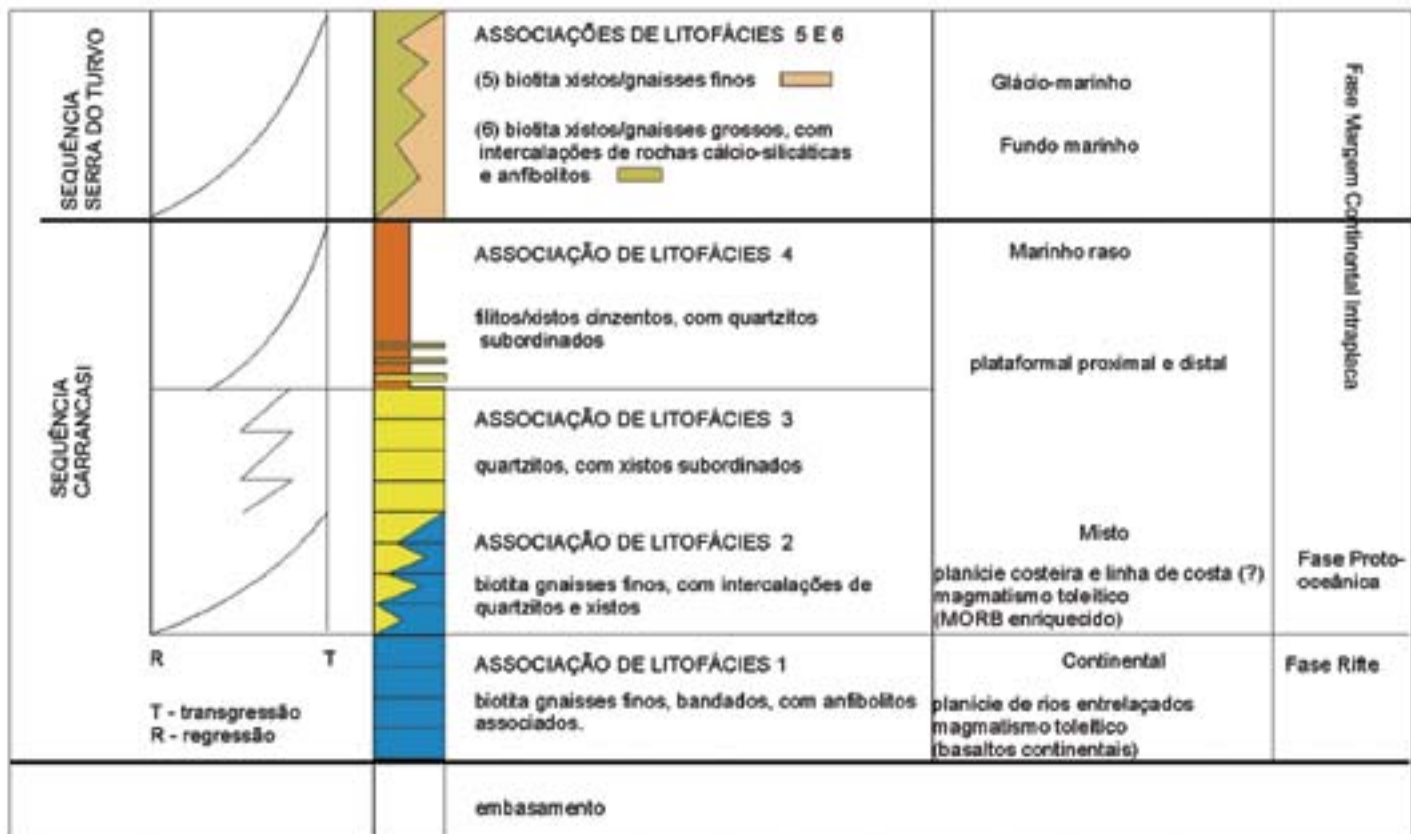 SEQUÊNCIA
SERRA DO TURVO
ASSOCIAÇÕES DE LITOFÁCIES 5 E 6
(5) biotita xistos/gnaisses finos
(6) biotita xistos/gnaisses grossos, com
intercalações de rochas cálcio-silicáticas
e anfibolitos
Glácio-marinho
Fundo marinho
Fase Margem Continontal Intraplaca
SEQUÊNCIA
CARRANCASI
ASSOCIAÇÃO DE LITOFÁCIES 4
filitos/xistos cinzentos, com quartzitos
subordinados
Marinho raso
plataformal proximal e distal
ASSOCIAÇÃO DE LITOFÁCIES 3
quartzitos, com xistos subordinados
ASSOCIAÇÃO DE LITOFÁCIES 2
biotita gnaisses finos, com intercalações de
quartzitos e xistos
Misto
planície costeira e linha de costa (?)
magmatismo toleítico
(MORB enriquecido)
Fase Proto-
oceânica
R T
T - transgressão
R - regressão
ASSOCIAÇÃO DE LITOFÁCIES 1
biotita gnaisses finos, bandados, com anfibolitos
associados.
Continental
planície de rios entrelaçados
magmatismo toleítico
(basaltos continentais)
Fase Rifte
embasamento